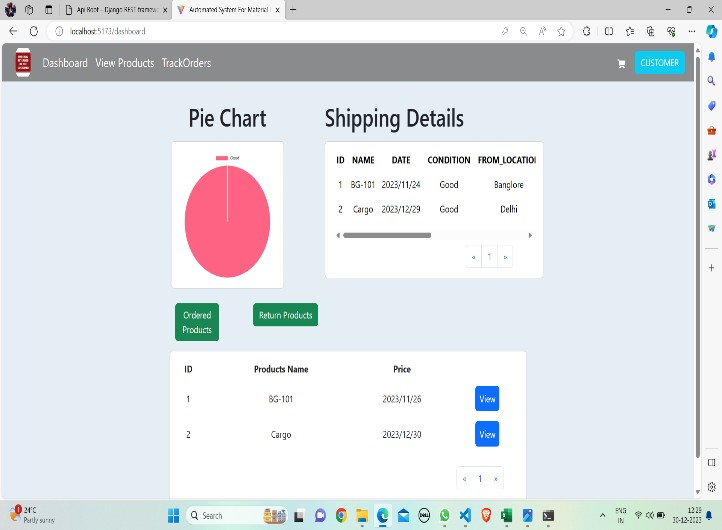 Api Root – Django REST framew
Automated System For Material I
localhost:5173/dashboard
Dashboard View Products TrackOrders
CUSTOMER
Pie Chart
Shipping Details
Good
ID NAME DATE CONDITION FROM_LOCATION
1 BG-101 2023/11/24 Good Banglore
2 Cargo 2023/12/29 Good Delhi
« 1 »
Ordered
Products
Return Products
ID Products Name Price
1 BG-101 2023/11/26 View
2 Cargo 2023/12/30 View
« 1 »
24°C
Partly sunny
Search
ENG
IN
12:29
30-12-2023